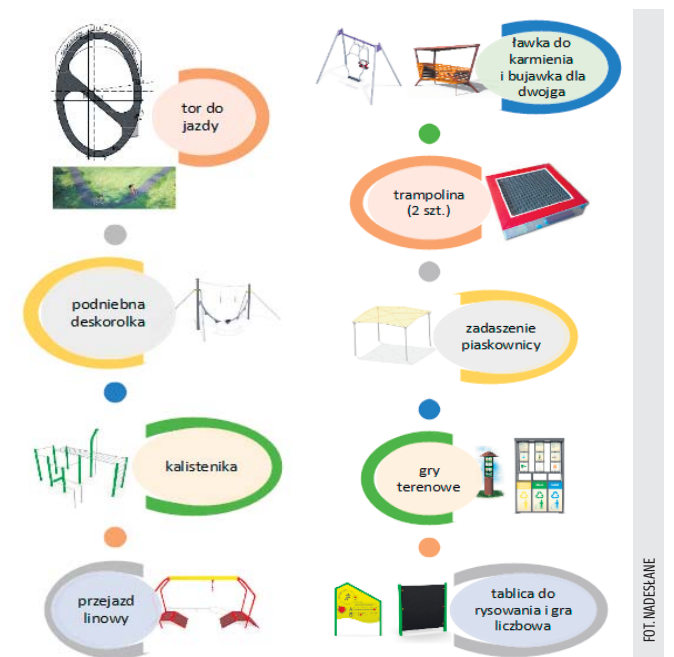 tor do
jazdy
podniebna
deskorolka
kalistenika
przejazd
linowy
ławka do
karmienia
i bujawka dla
dwojga
trampolina
(2 szt.)
zadaszenie
piaskownicy
gry
terenowe
tablica do
rysowania i gra
liczbowa
FOT. NADESŁANE